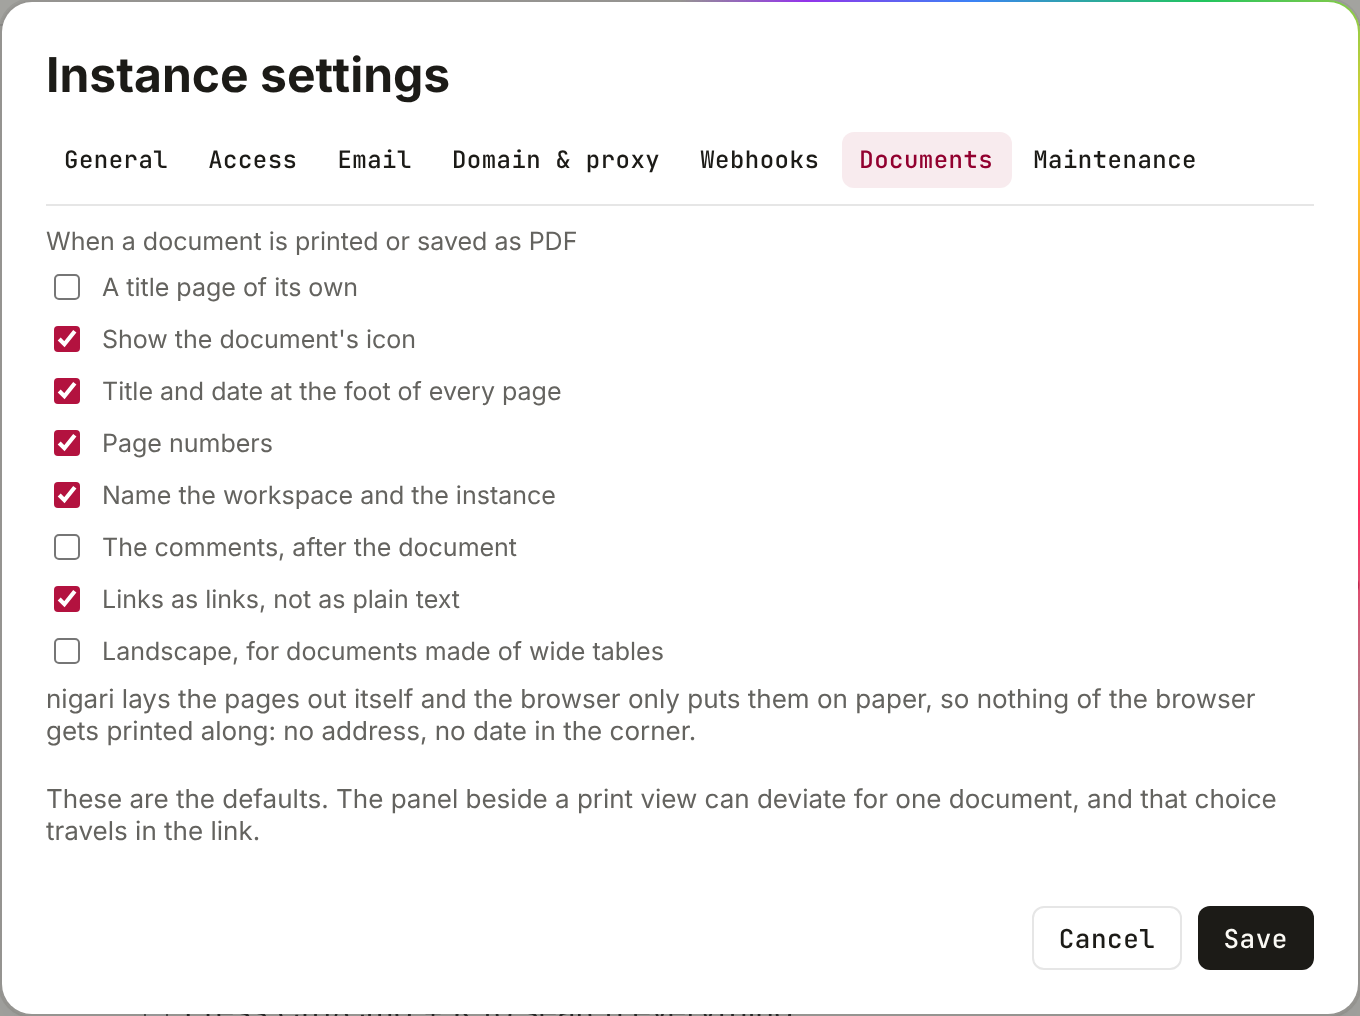 Instance settings
General Access Email Domain & proxy Webhooks Documents Maintenance
When a document is printed or saved as PDF
A title page of its own
Show the document's icon
Title and date at the foot of every page
Page numbers
Name the workspace and the instance
The comments, after the document
Links as links, not as plain text
Landscape, for documents made of wide tables
nigari lays the pages out itself and the browser only puts them on paper, so nothing of the browser
gets printed along: no address, no date in the corner.
These are the defaults. The panel beside a print view can deviate for one document, and that choice
travels in the link.
Cancel Save